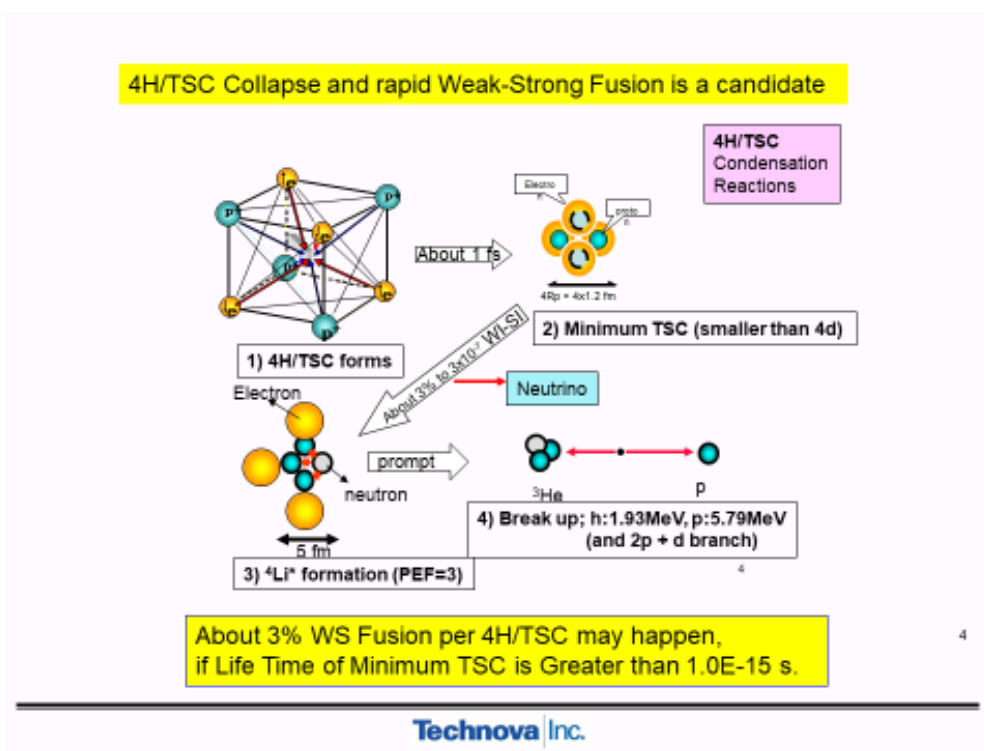 4H/TSC Collapse and rapid Weak-Strong Fusion is a candidate
4H/TSC
Condensation
Reactions
p
e
About 1 fs
Electro
n
proto
n
4Rp = 4x1.2 fm
1) 4H/TSC forms
2) Minimum TSC (smaller than 4d)
About 3% to 3x10⁻⁷ WI-SI
Neutrino
Electron
prompt
neutron
5 fm
³He
p
3) ⁴Li* formation (PEF=3)
4) Break up; h:1.93MeV, p:5.79MeV
(and 2p + d branch)
4
About 3% WS Fusion per 4H/TSC may happen,
if Life Time of Minimum TSC is Greater than 1.0E-15 s.
4
Technova Inc.